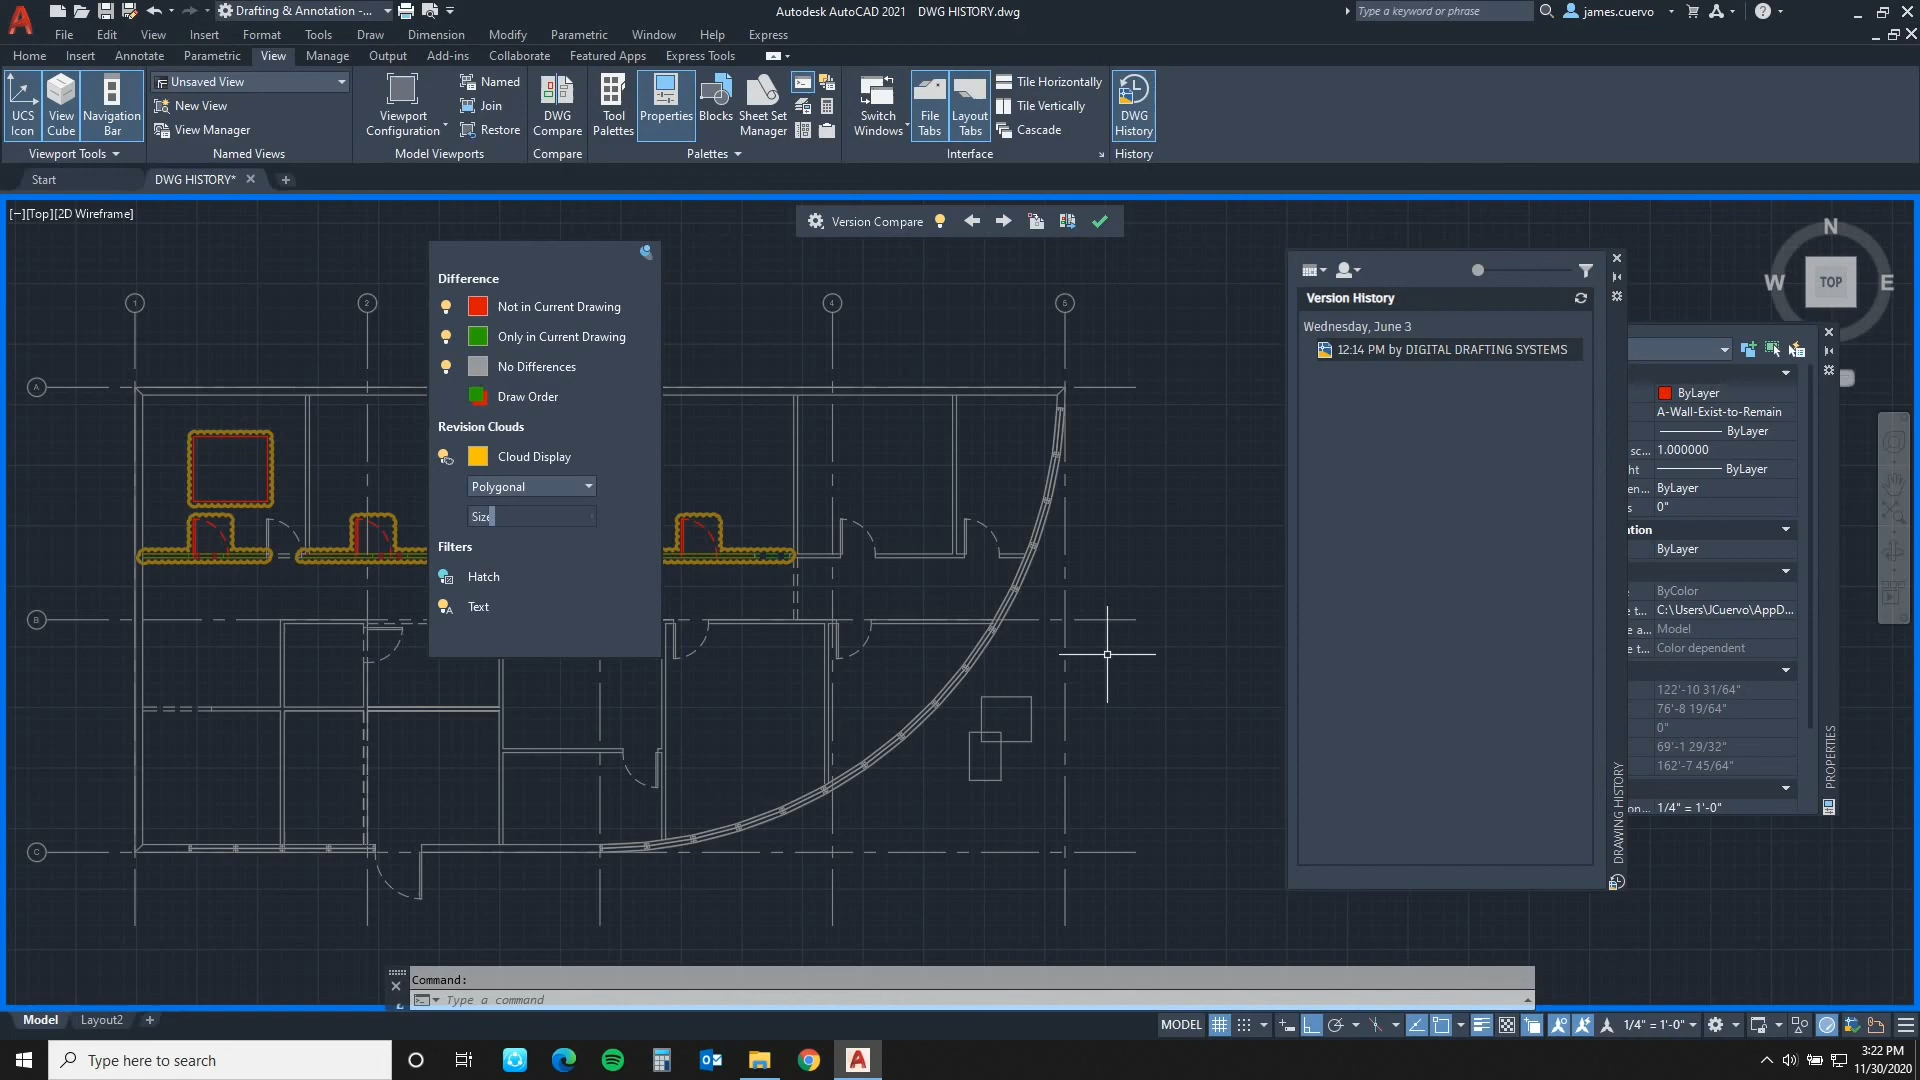 Drafting & Annotation -...
Autodesk AutoCAD 2021 DWG HISTORY.dwg
Type a keyword or phrase
james.cuervo
File Edit View Insert Format Tools Draw Dimension Modify Parametric Window Help Express
Home Insert Annotate Parametric View Manage Output Add-ins Collaborate Featured Apps Express Tools
UCS Icon
View Cube
Navigation Bar
Viewport Tools
Unsaved View
New View
View Manager
Named Views
Viewport Configuration
Named
Join
Restore
Model Viewports
DWG Compare
Compare
Tool Palettes
Properties
Blocks
Sheet Set Manager
Palettes
Switch Windows
File Tabs
Layout Tabs
Tile Horizontally
Tile Vertically
Cascade
Interface
DWG History
History
Start
DWG HISTORY*
[−][Top][2D Wireframe]
Version Compare
Difference
Not in Current Drawing
Only in Current Drawing
No Differences
Draw Order
Revision Clouds
Cloud Display
Polygonal
Size
Filters
Hatch
Text
1 2 4 5
A
B
C
Version History
Wednesday, June 3
12:14 PM by DIGITAL DRAFTING SYSTEMS
DRAWING HISTORY
N
W TOP E
ByLayer
A-Wall-Exist-to-Remain
ByLayer
sc... 1.000000
ht ByLayer
en... ByLayer
s 0"
ation
ByLayer
ByColor
e t... C:\Users\JCuervo\AppD...
e a... Model
e t... Color dependent
122'-10 31/64"
76'-8 19/64"
0"
69'-1 29/32"
162'-7 45/64"
on... 1/4" = 1'-0"
PROPERTIES
Command:
Type a command
Model Layout2
MODEL
1/4" = 1'-0"
Type here to search
3:22 PM
11/30/2020